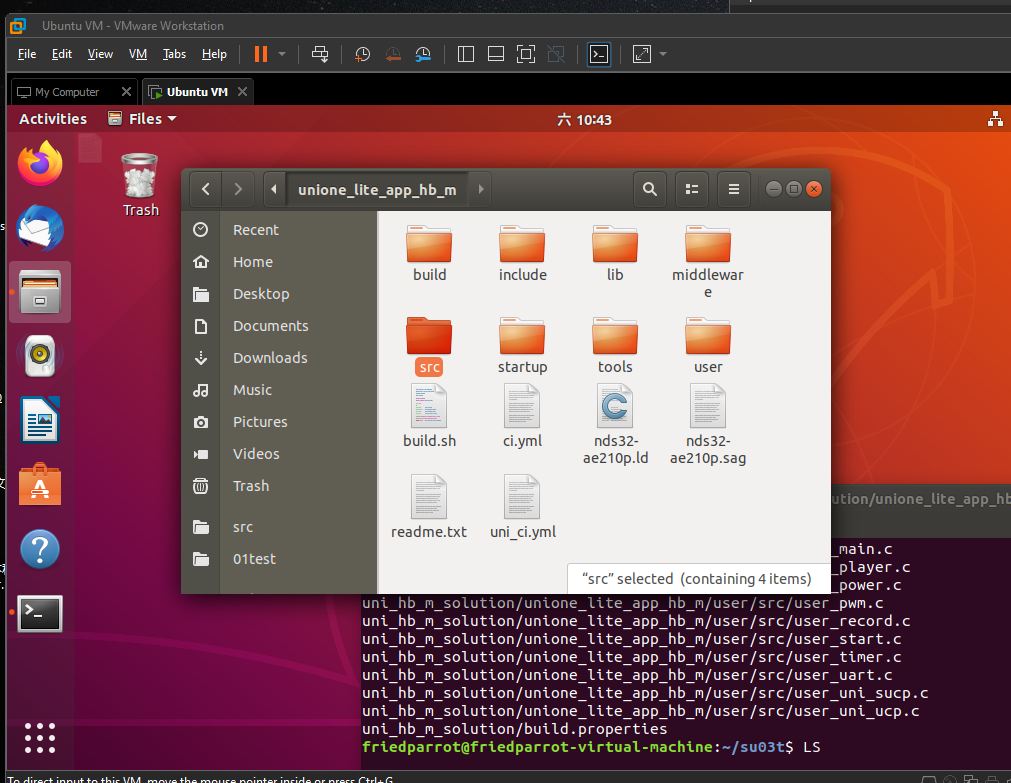 Ubuntu VM - VMware Workstation
File Edit View VM Tabs Help
My Computer
Ubuntu VM
Activities Files 六 10:43
Trash
unione_lite_app_hb_m
Recent
Home
Desktop
Documents
Downloads
Music
Pictures
Videos
Trash
src
01test
build include lib middleware
src startup tools user
build.sh ci.yml nds32-ae210p.ld nds32-ae210p.sag
readme.txt uni_ci.yml
“src” selected (containing 4 items)
ution/unione_lite_app_hb
_main.c
_player.c
_power.c
uni_hb_m_solution/unione_lite_app_hb_m/user/src/user_pwm.c
uni_hb_m_solution/unione_lite_app_hb_m/user/src/user_record.c
uni_hb_m_solution/unione_lite_app_hb_m/user/src/user_start.c
uni_hb_m_solution/unione_lite_app_hb_m/user/src/user_timer.c
uni_hb_m_solution/unione_lite_app_hb_m/user/src/user_uart.c
uni_hb_m_solution/unione_lite_app_hb_m/user/src/user_uni_sucp.c
uni_hb_m_solution/unione_lite_app_hb_m/user/src/user_uni_ucp.c
uni_hb_m_solution/build.properties
friedparrot@friedparrot-virtual-machine:~/su03t$ LS
To direct input to this VM, move the mouse pointer inside or press Ctrl+G.